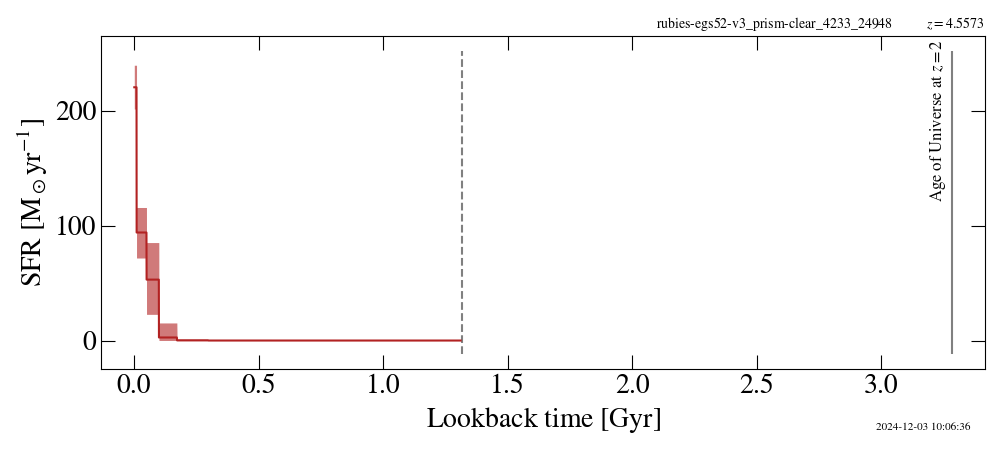 rubies-egs52-v3_prism-clear_4233_24948 z = 4.5573
Age of Universe at z = 2
SFR [M⊙ yr⁻¹]
200
100
0
0.0 0.5 1.0 1.5 2.0 2.5 3.0
Lookback time [Gyr]
2024-12-03 10:06:36